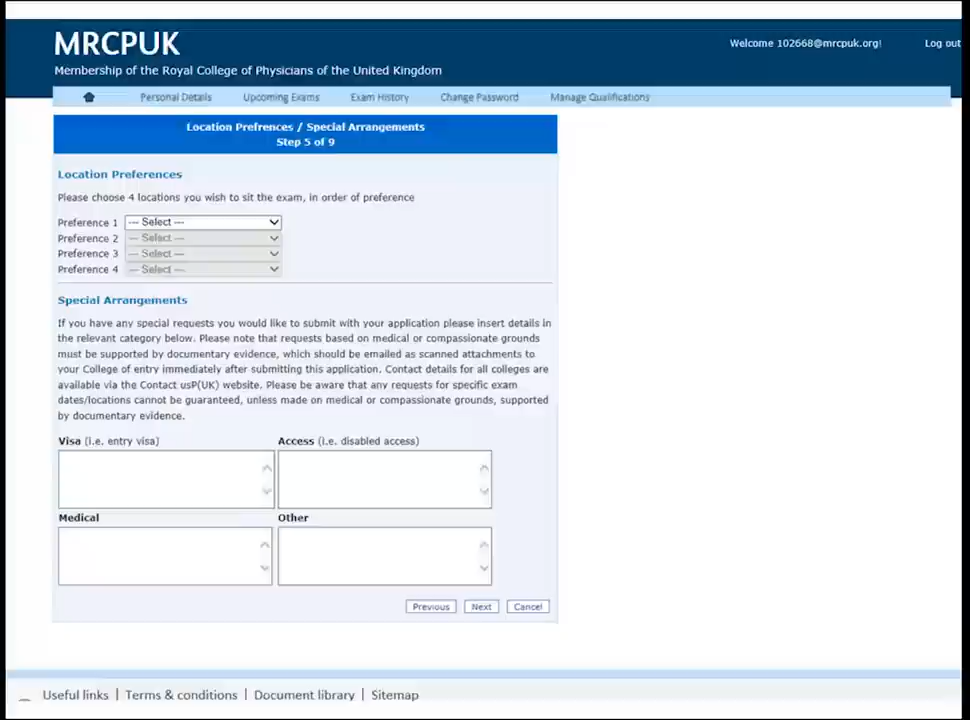 MRCPUK
Membership of the Royal College of Physicians of the United Kingdom
Welcome 102668@mrcpuk.org!
Log out
Personal Details
Upcoming Exams
Exam History
Change Password
Manage Qualifications
Location Prefrences / Special Arrangements
Step 5 of 9
Location Preferences
Please choose 4 locations you wish to sit the exam, in order of preference
Preference 1 --- Select ---
Preference 2 --- Select ---
Preference 3 --- Select ---
Preference 4 --- Select ---
Special Arrangements
If you have any special requests you would like to submit with your application please insert details in
the relevant category below. Please note that requests based on medical or compassionate grounds
must be supported by documentary evidence, which should be emailed as scanned attachments to
your College of entry immediately after submitting this application. Contact details for all colleges are
available via the Contact usP(UK) website. Please be aware that any requests for specific exam
dates/locations cannot be guaranteed, unless made on medical or compassionate grounds, supported
by documentary evidence.
Visa (i.e. entry visa)
Access (i.e. disabled access)
Medical
Other
Previous
Next
Cancel
Useful links | Terms & conditions | Document library | Sitemap